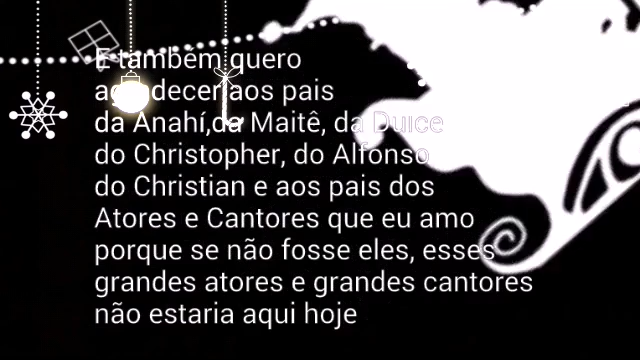 E também quero
agradecer aos pais
da Anahí,da Maitê, da Dulce
do Christopher, do Alfonso
do Christian e aos pais dos
Atores e Cantores que eu amo
porque se não fosse eles, esses
grandes atores e grandes cantores
não estaria aqui hoje